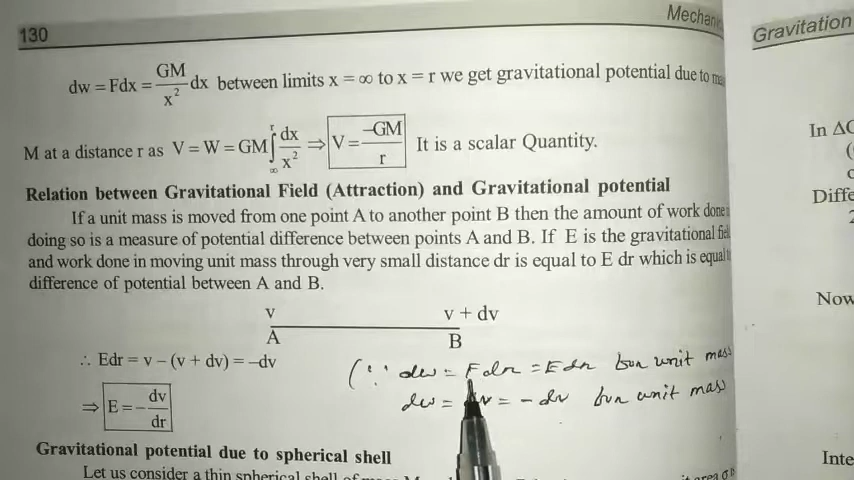 130
Mechan
dw = Fdx = GM/x² dx between limits x = ∞ to x = r we get gravitational potential due to
M at a distance r as V = W = GM ∫∞^r dx/x² ⇒ V = −GM/r It is a scalar Quantity.
Relation between Gravitational Field (Attraction) and Gravitational potential
If a unit mass is moved from one point A to another point B then the amount of work done
doing so is a measure of potential difference between points A and B. If E is the gravitational
and work done in moving unit mass through very small distance dr is equal to E dr which is equal
difference of potential between A and B.
v v + dv
A B
∴ Edr = v − (v + dv) = −dv
(∵ dw = Fdr = Edr for unit mass
⇒ E = − dv/dr
dw = = − dv for unit mass
Gravitational potential due to spherical shell
Let us consider a thin spherical shell of mass
Gravitation
In
Diffe
Now
Inte